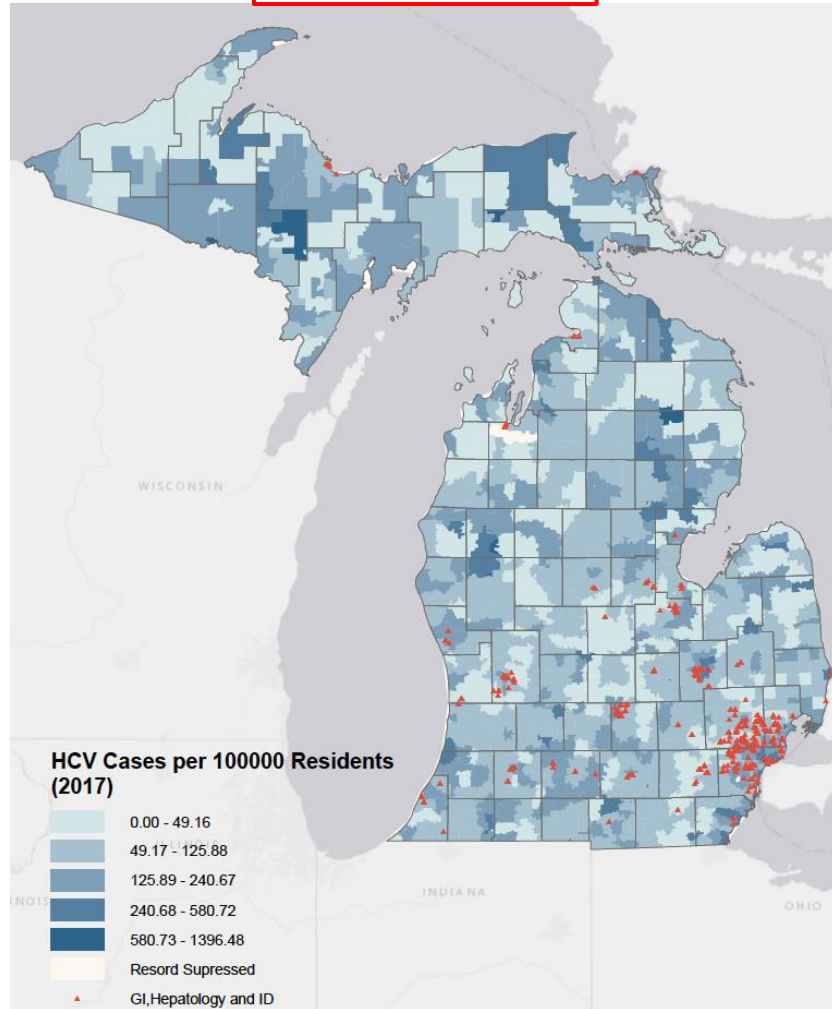 WISCONSIN
HCV Cases per 100000 Residents
(2017)
0.00 - 49.16
49.17 - 125.88
125.89 - 240.67
240.68 - 580.72
580.73 - 1396.48
Resord Supressed
GI,Hepatology and ID
ILLINOIS
INDIANA
OHIO